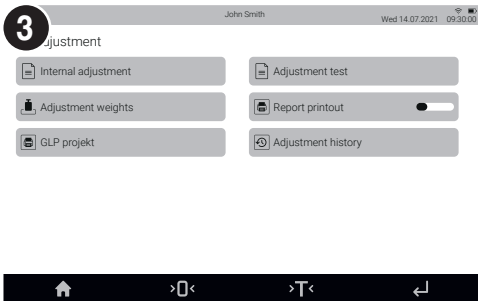 3
John Smith
Wed 14.07.2021 09:30:00
djustment
Internal adjustment
Adjustment test
Adjustment weights
Report printout
GLP projekt
Adjustment history
>0<
>T<